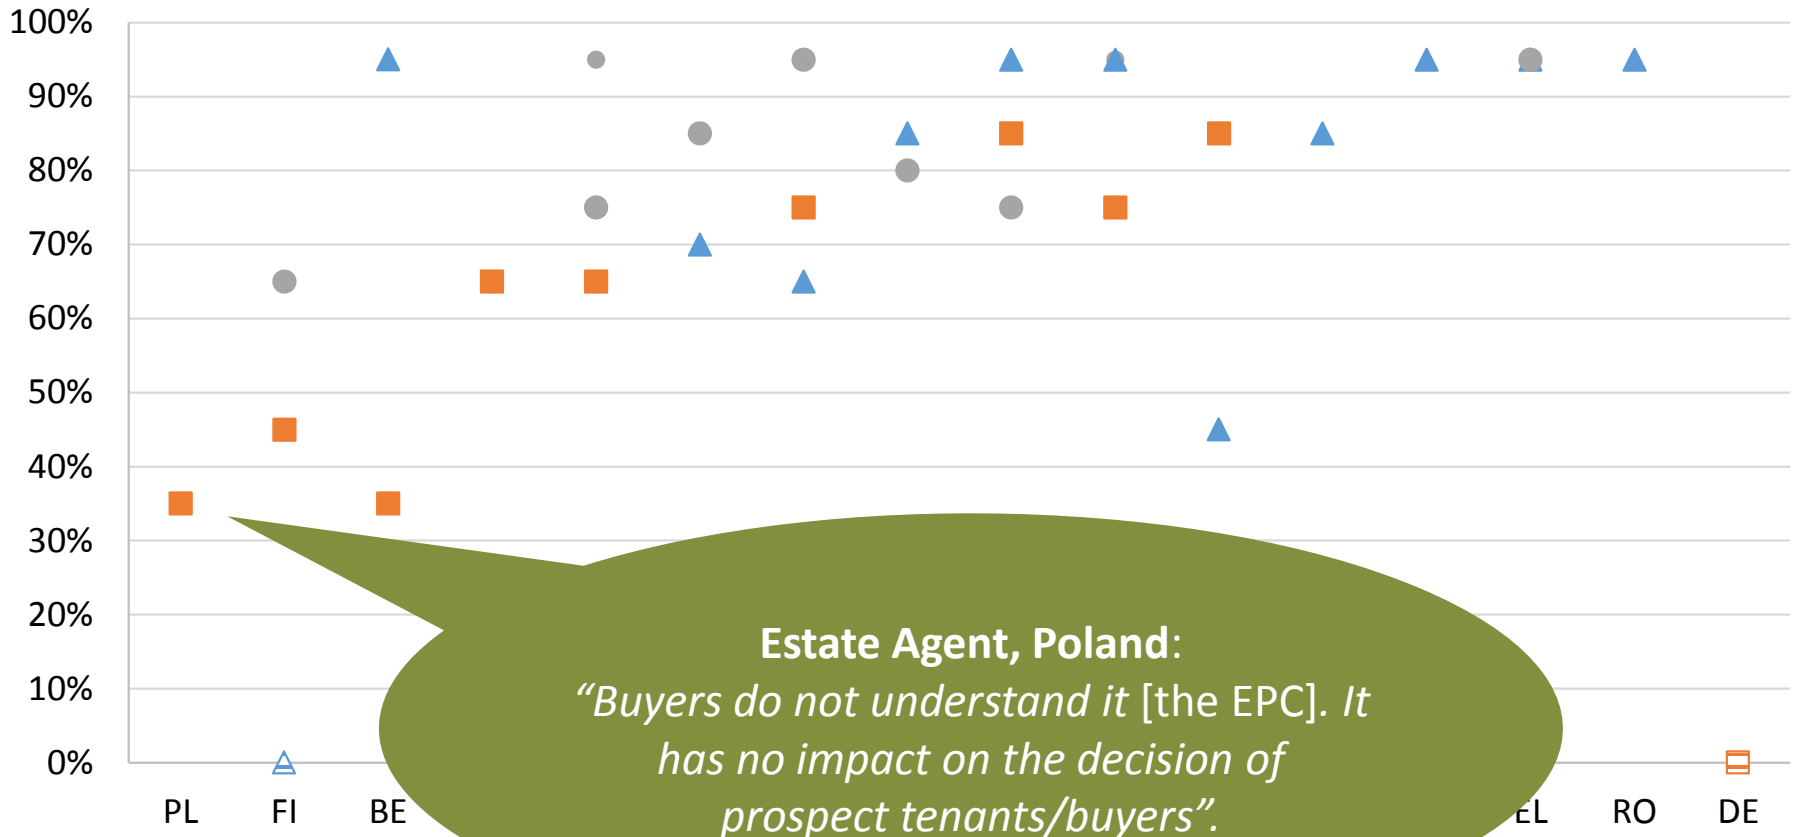 100%
90%
80%
70%
60%
50%
40%
30%
20%
10%
0%
Estate Agent, Poland:
“Buyers do not understand it [the EPC]. It
has no impact on the decision of
prospect tenants/buyers”.
PL FI BE EL RO DE